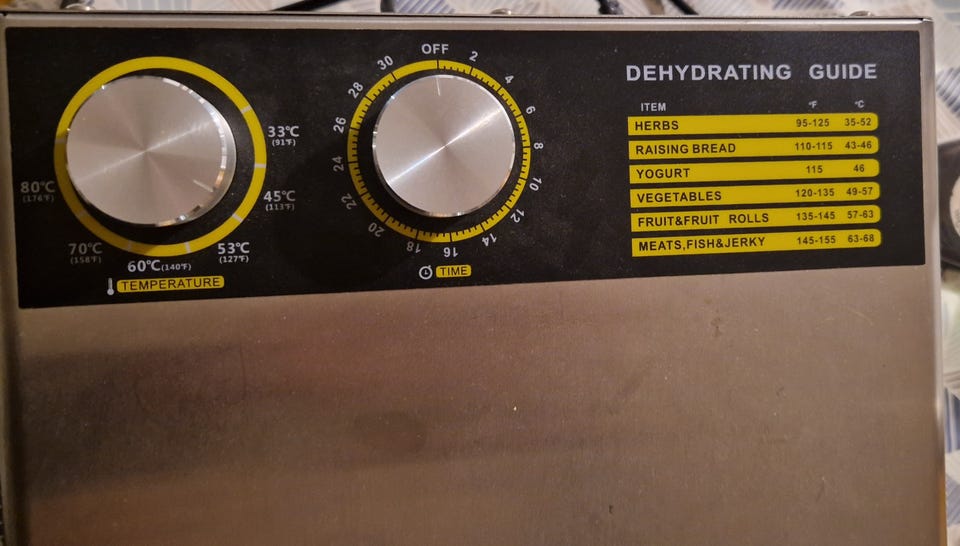 33°C
(91°F)
45°C
(113°F)
53°C
(127°F)
60°C(140°F)
70°C
(158°F)
80°C
(176°F)
TEMPERATURE
OFF
2
4
6
8
10
12
14
16
18
20
22
24
26
28
30
TIME
DEHYDRATING GUIDE
ITEM °F °C
HERBS 95-125 35-52
RAISING BREAD 110-115 43-46
YOGURT 115 46
VEGETABLES 120-135 49-57
FRUIT&FRUIT ROLLS 135-145 57-63
MEATS,FISH&JERKY 145-155 63-68